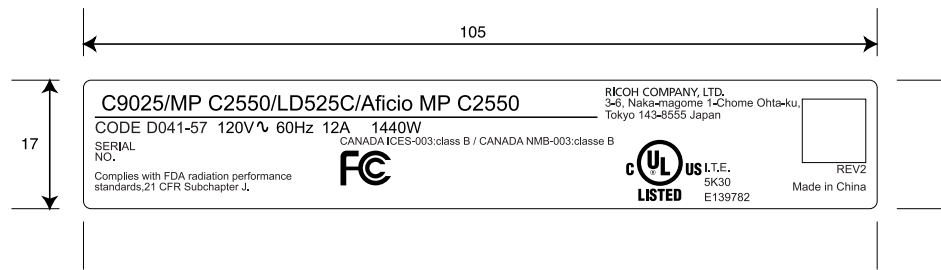 105
17
C9025/MP C2550/LD525C/Aficio MP C2550
RICOH COMPANY, LTD.
3-6, Naka-magome 1-Chome Ohta-ku,
Tokyo 143-8555 Japan
CODE D041-57 120V∿ 60Hz 12A 1440W
SERIAL
NO.
CANADA ICES-003:class B / CANADA NMB-003:classe B
Complies with FDA radiation performance
standards,21 CFR Subchapter J.
FC
C UL ® US
LISTED
I.T.E.
5K30
E139782
REV2
Made in China